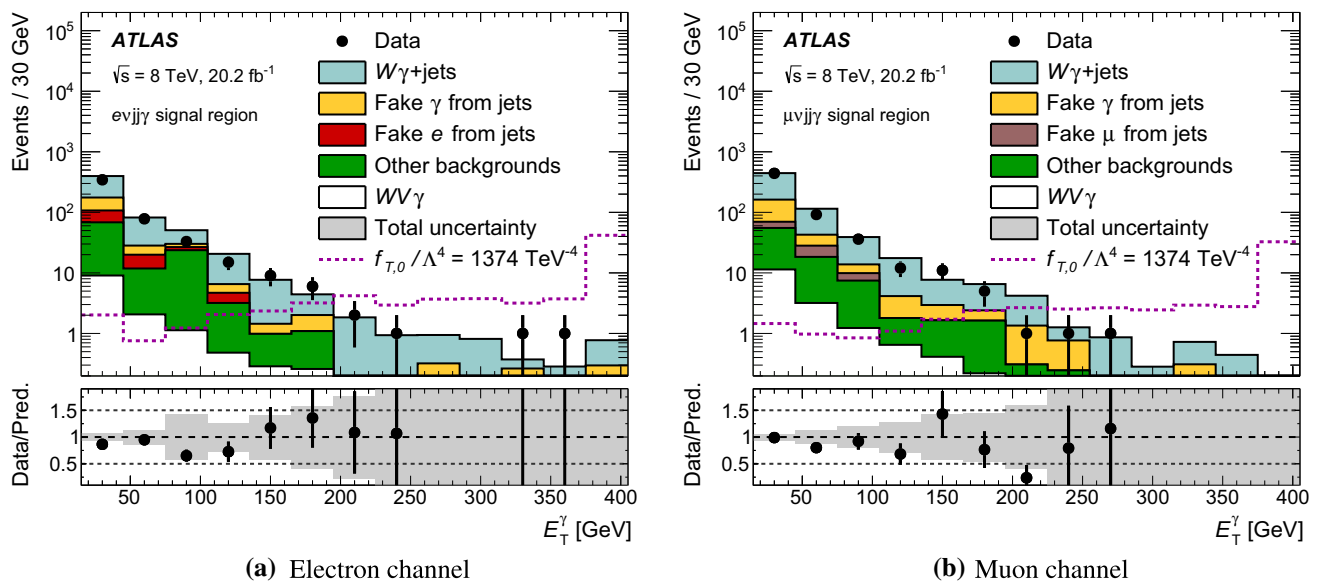 Events / 30 GeV
10⁵
10⁴
10³
10²
10
1
ATLAS
√s = 8 TeV, 20.2 fb⁻¹
eνjjγ signal region
Data
Wγ+jets
Fake γ from jets
Fake e from jets
Other backgrounds
WVγ
Total uncertainty
f_T,0 /Λ⁴ = 1374 TeV⁻⁴
Data/Pred.
1.5
1
0.5
50 100 150 200 250 300 350 400
E_T^γ [GeV]
(a) Electron channel
Events / 30 GeV
10⁵
10⁴
10³
10²
10
1
ATLAS
√s = 8 TeV, 20.2 fb⁻¹
μνjjγ signal region
Data
Wγ+jets
Fake γ from jets
Fake μ from jets
Other backgrounds
WVγ
Total uncertainty
f_T,0 /Λ⁴ = 1374 TeV⁻⁴
Data/Pred.
1.5
1
0.5
50 100 150 200 250 300 350 400
E_T^γ [GeV]
(b) Muon channel